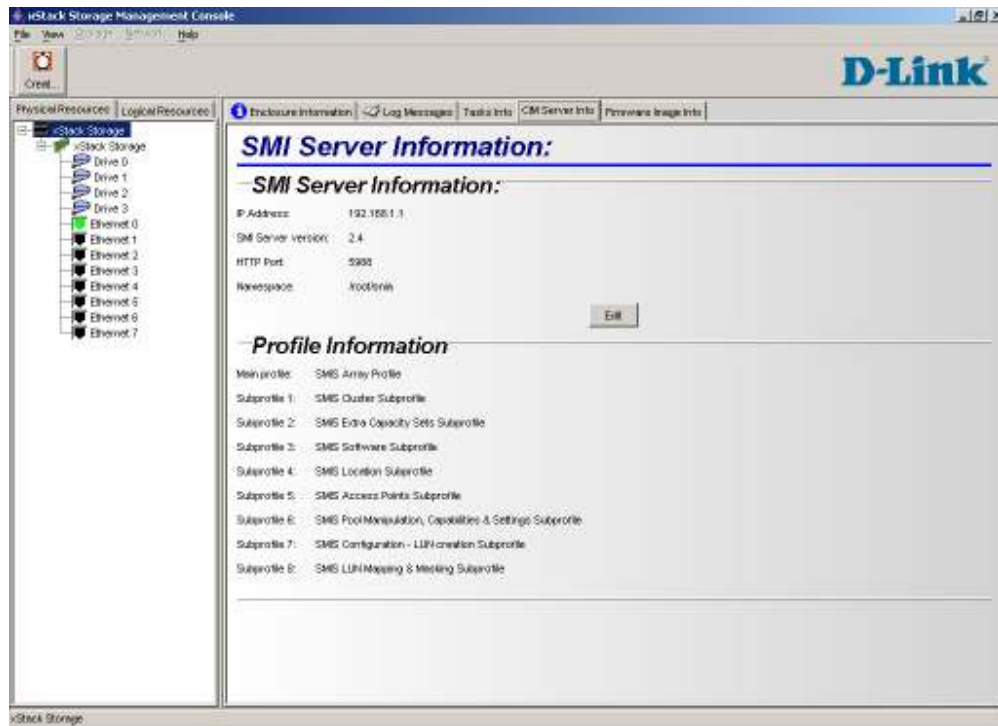 xStack Storage Management Console
File View Storage Network Help
Create...
D-Link
Physical Resources Logical Resources
Enclosure Information Log Messages Tasks Info CIM Server Info Firmware Image Info
xStack Storage
xStack Storage
Drive 0
Drive 1
Drive 2
Drive 3
Ethernet 0
Ethernet 1
Ethernet 2
Ethernet 3
Ethernet 4
Ethernet 5
Ethernet 6
Ethernet 7
SMI Server Information:
SMI Server Information:
IP Address: 192.168.1.1
SMI Server version: 2.4
HTTP Port: 5988
Namespace:
Edit
Profile Information
Main profile: SMIS Array Profile
Subprofile 1: SMIS Cluster Subprofile
Subprofile 2: SMIS Extra Capacity Sets Subprofile
Subprofile 3: SMIS Software Subprofile
Subprofile 4: SMIS Location Subprofile
Subprofile 5: SMIS Access Points Subprofile
Subprofile 6: SMIS Pool Manipulation, Capabilities & Settings Subprofile
Subprofile 7: SMIS Configuration - LUN creation Subprofile
Subprofile 8: SMIS LUN Mapping & Masking Subprofile
xStack Storage